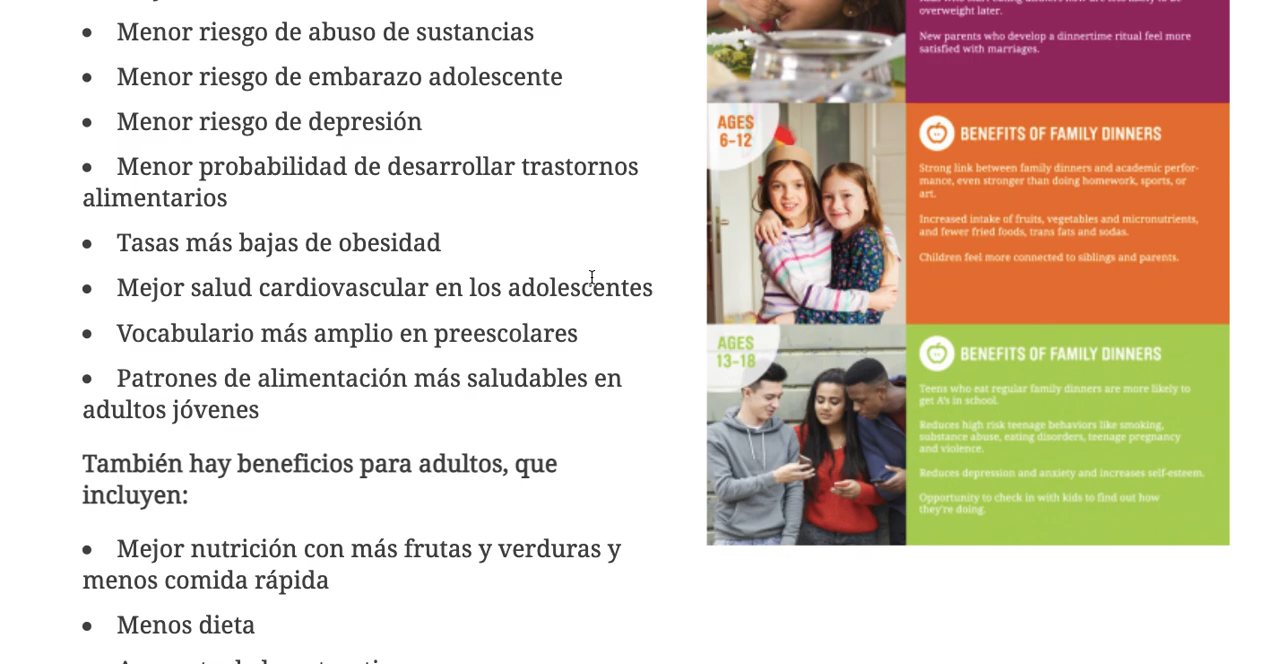 Menor riesgo de abuso de sustancias
Menor riesgo de embarazo adolescente
Menor riesgo de depresión
Menor probabilidad de desarrollar trastornos
alimentarios
Tasas más bajas de obesidad
Mejor salud cardiovascular en los adolescentes
Vocabulario más amplio en preescolares
Patrones de alimentación más saludables en
adultos jóvenes
También hay beneficios para adultos, que
incluyen:
Mejor nutrición con más frutas y verduras y
menos comida rápida
Menos dieta
overweight later.
New parents who develop a dinnertime ritual feel more
satisfied with marriages.
AGES
6-12
BENEFITS OF FAMILY DINNERS
Strong link between family dinners and academic perfor-
mance, even stronger than doing homework, sports, or
art.
Increased intake of fruits, vegetables and micronutrients,
and fewer fried foods, trans fats and sodas.
Children feel more connected to siblings and parents.
AGES
13-18
BENEFITS OF FAMILY DINNERS
Teens who eat regular family dinners are more likely to
get A's in school.
Reduces high risk teenage behaviors like smoking,
substance abuse, eating disorders, teenage pregnancy
and violence.
Reduces depression and anxiety and increases self-esteem.
Opportunity to check in with kids to find out how
they're doing.